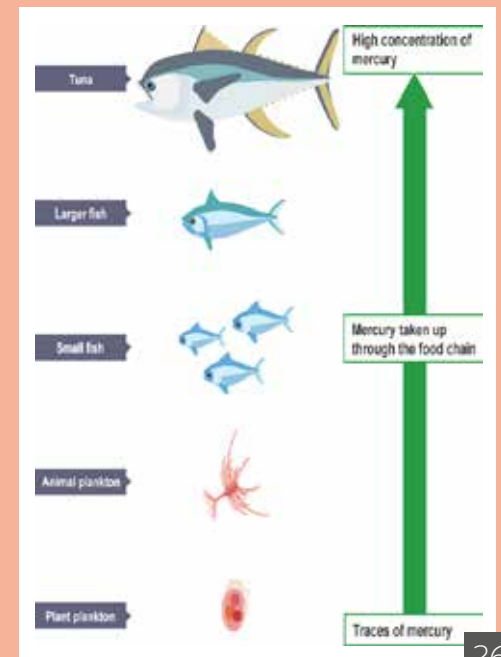 Tuna
High concentration of
mercury
Larger fish
Small fish
Mercury taken up
through the food chain
Animal plankton
Plant plankton
Traces of mercury
26